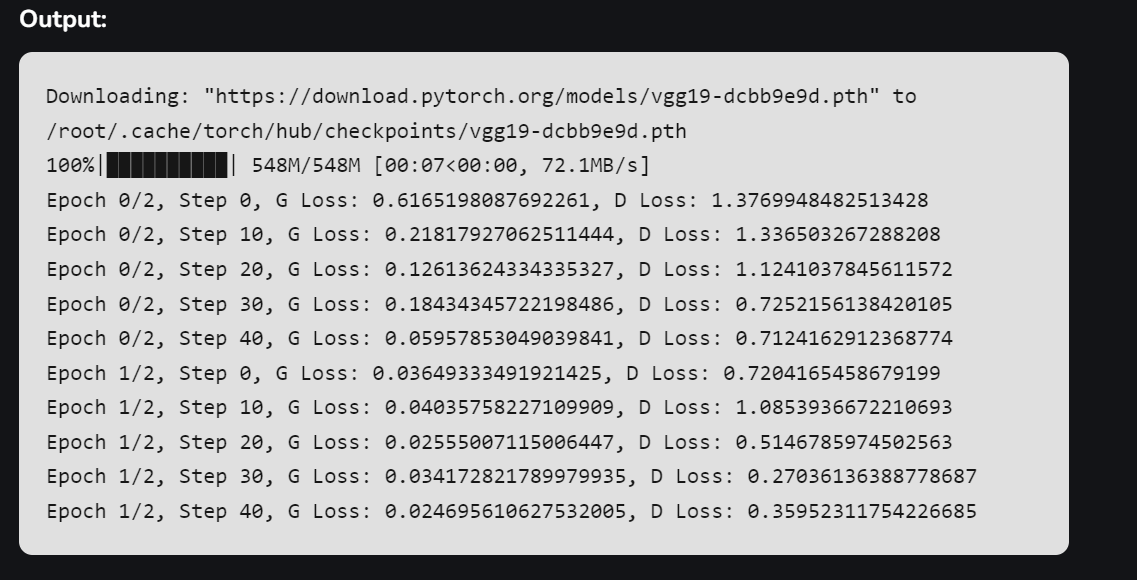 Output:
Downloading: "https://download.pytorch.org/models/vgg19-dcbb9e9d.pth" to
/root/.cache/torch/hub/checkpoints/vgg19-dcbb9e9d.pth
100%|██████████| 548M/548M [00:07<00:00, 72.1MB/s]
Epoch 0/2, Step 0, G Loss: 0.6165198087692261, D Loss: 1.3769948482513428
Epoch 0/2, Step 10, G Loss: 0.21817927062511444, D Loss: 1.336503267288208
Epoch 0/2, Step 20, G Loss: 0.12613624334335327, D Loss: 1.1241037845611572
Epoch 0/2, Step 30, G Loss: 0.18434345722198486, D Loss: 0.7252156138420105
Epoch 0/2, Step 40, G Loss: 0.05957853049039841, D Loss: 0.7124162912368774
Epoch 1/2, Step 0, G Loss: 0.03649333491921425, D Loss: 0.7204165458679199
Epoch 1/2, Step 10, G Loss: 0.04035758227109909, D Loss: 1.0853936672210693
Epoch 1/2, Step 20, G Loss: 0.02555007115006447, D Loss: 0.5146785974502563
Epoch 1/2, Step 30, G Loss: 0.034172821789979935, D Loss: 0.27036136388778687
Epoch 1/2, Step 40, G Loss: 0.024695610627532005, D Loss: 0.35952311754226685